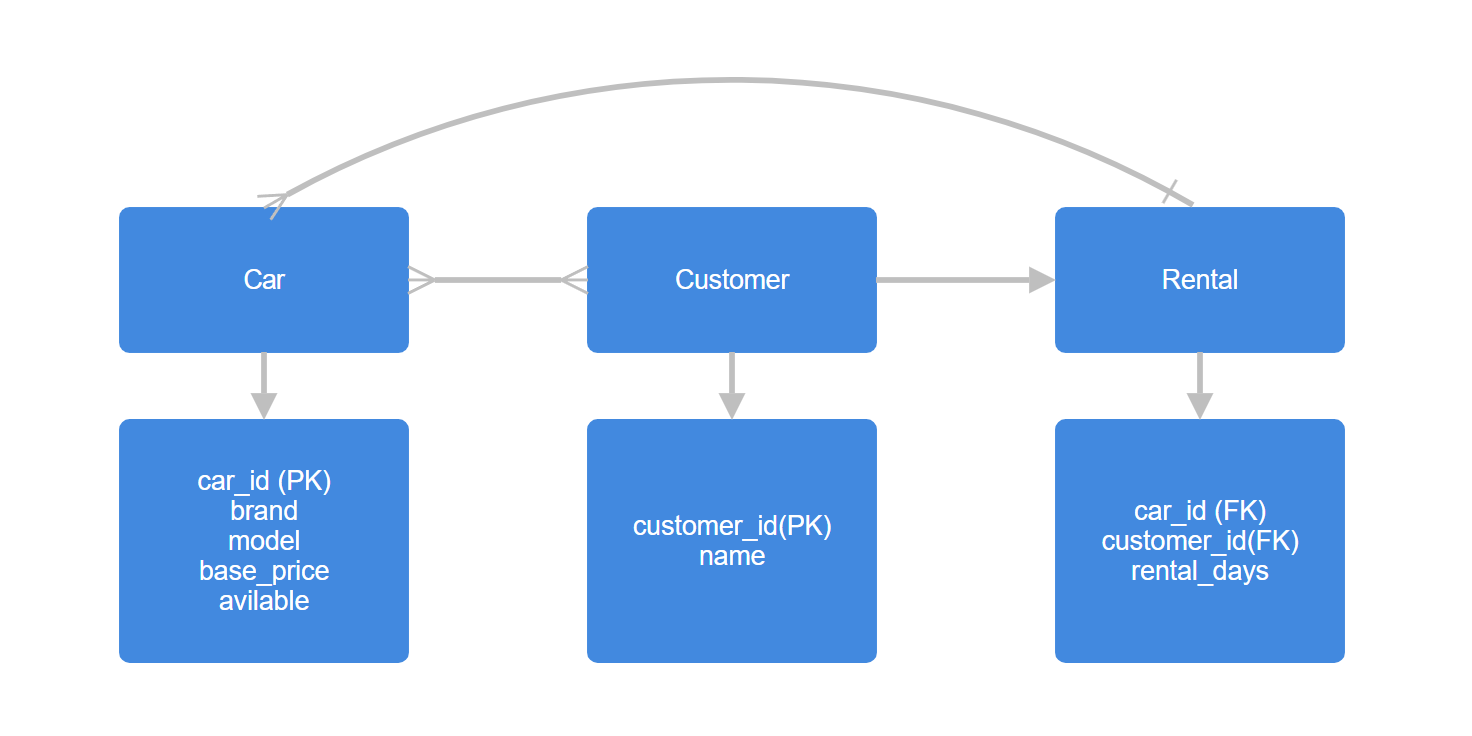 Car
Customer
Rental
car_id (PK)
brand
model
base_price
avilable
customer_id(PK)
name
car_id (FK)
customer_id(FK)
rental_days